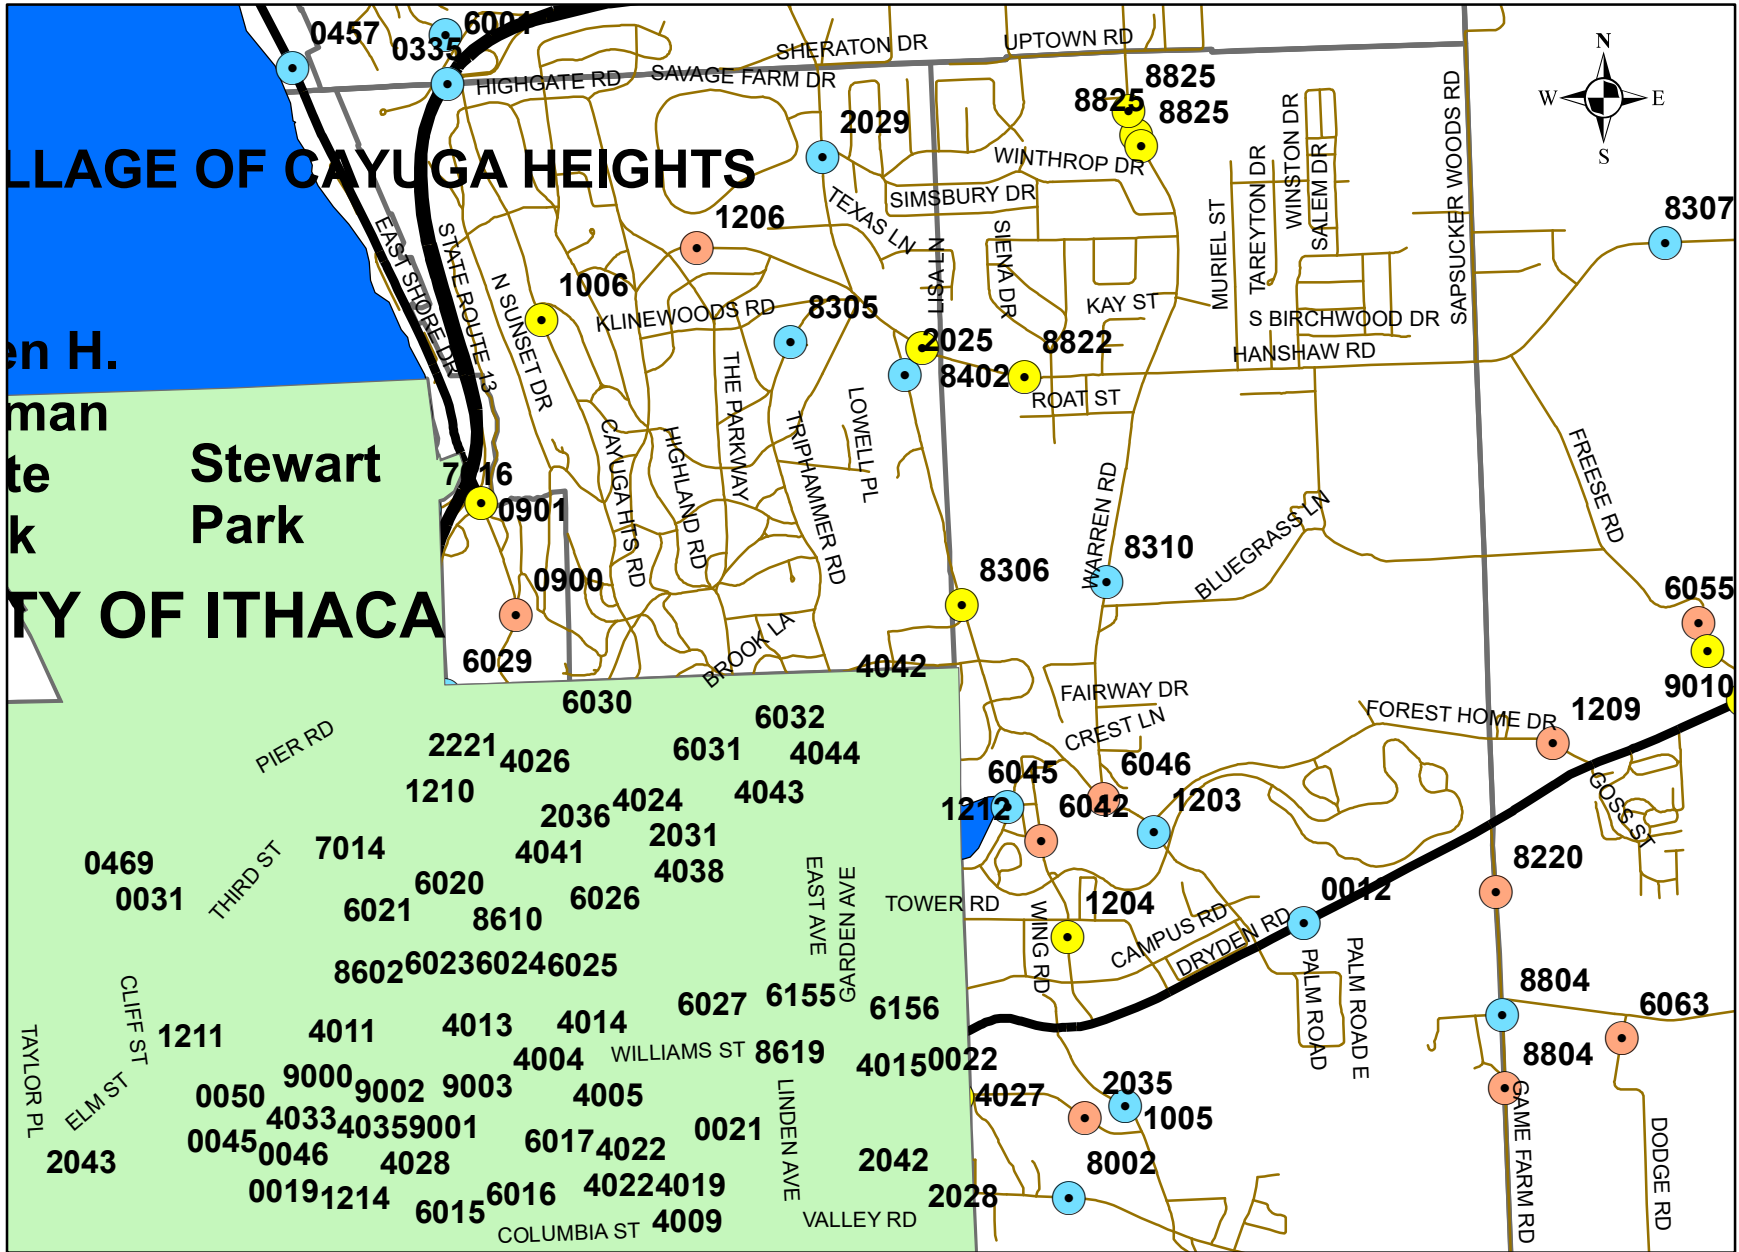 0457
6004
0335
SHERATON DR
UPTOWN RD
N
W
E
S
HIGHGATE RD
SAVAGE FARM DR
8825
8825
8825
2029
SAPSUCKER WOODS RD
WINSTON DR
SALEM DR
TAREYTON DR
MURIEL ST
LLAGE OF CAYUGA HEIGHTS
WINTHROP DR
SIMSBURY DR
TEXAS LN
1206
8307
EAST SHORE DR
STATE ROUTE 13
N SUNSET DR
LISA LN
SIENA DR
1006
KLINEWOODS RD
8305
KAY ST
S BIRCHWOOD DR
HANSHAW RD
2025
8822
8402
ROAT ST
en H.
man
te
k
Stewart
Park
THE PARKWAY
LOWELL PL
TRIPHAMMER RD
CAYUGA HTS RD
HIGHLAND RD
FREESE RD
7016
0901
WARREN RD
BLUEGRASS LN
8310
8306
0900
6055
TY OF ITHACA
BROOK LA
6029
4042
9010
FAIRWAY DR
CREST LN
FOREST HOME DR
1209
6030
6032
PIER RD
2221
4026
6031
4044
6045
6046
1210
4024
4043
1212
6042
1203
GOSS ST
2036
2031
7014
4041
4038
0469
0031
THIRD ST
6020
6026
6021
8610
EAST AVE
GARDEN AVE
TOWER RD
WING RD
1204
CAMPUS RD
DRYDEN RD
0012
8220
8602
6023
6024
6025
PALM ROAD
PALM ROAD E
CLIFF ST
6027
6155
6156
8804
6063
TAYLOR PL
1211
4011
4013
4014
4004
WILLIAMS ST
8619
4015
0022
8804
ELM ST
9000
9002
9003
4005
LINDEN AVE
4027
2035
1005
0050
4033
4035
9001
0021
GAME FARM RD
DODGE RD
0045
0046
6017
4022
2043
4028
2042
8002
0019
1214
6015
6016
4022
4019
2028
4009
COLUMBIA ST
VALLEY RD